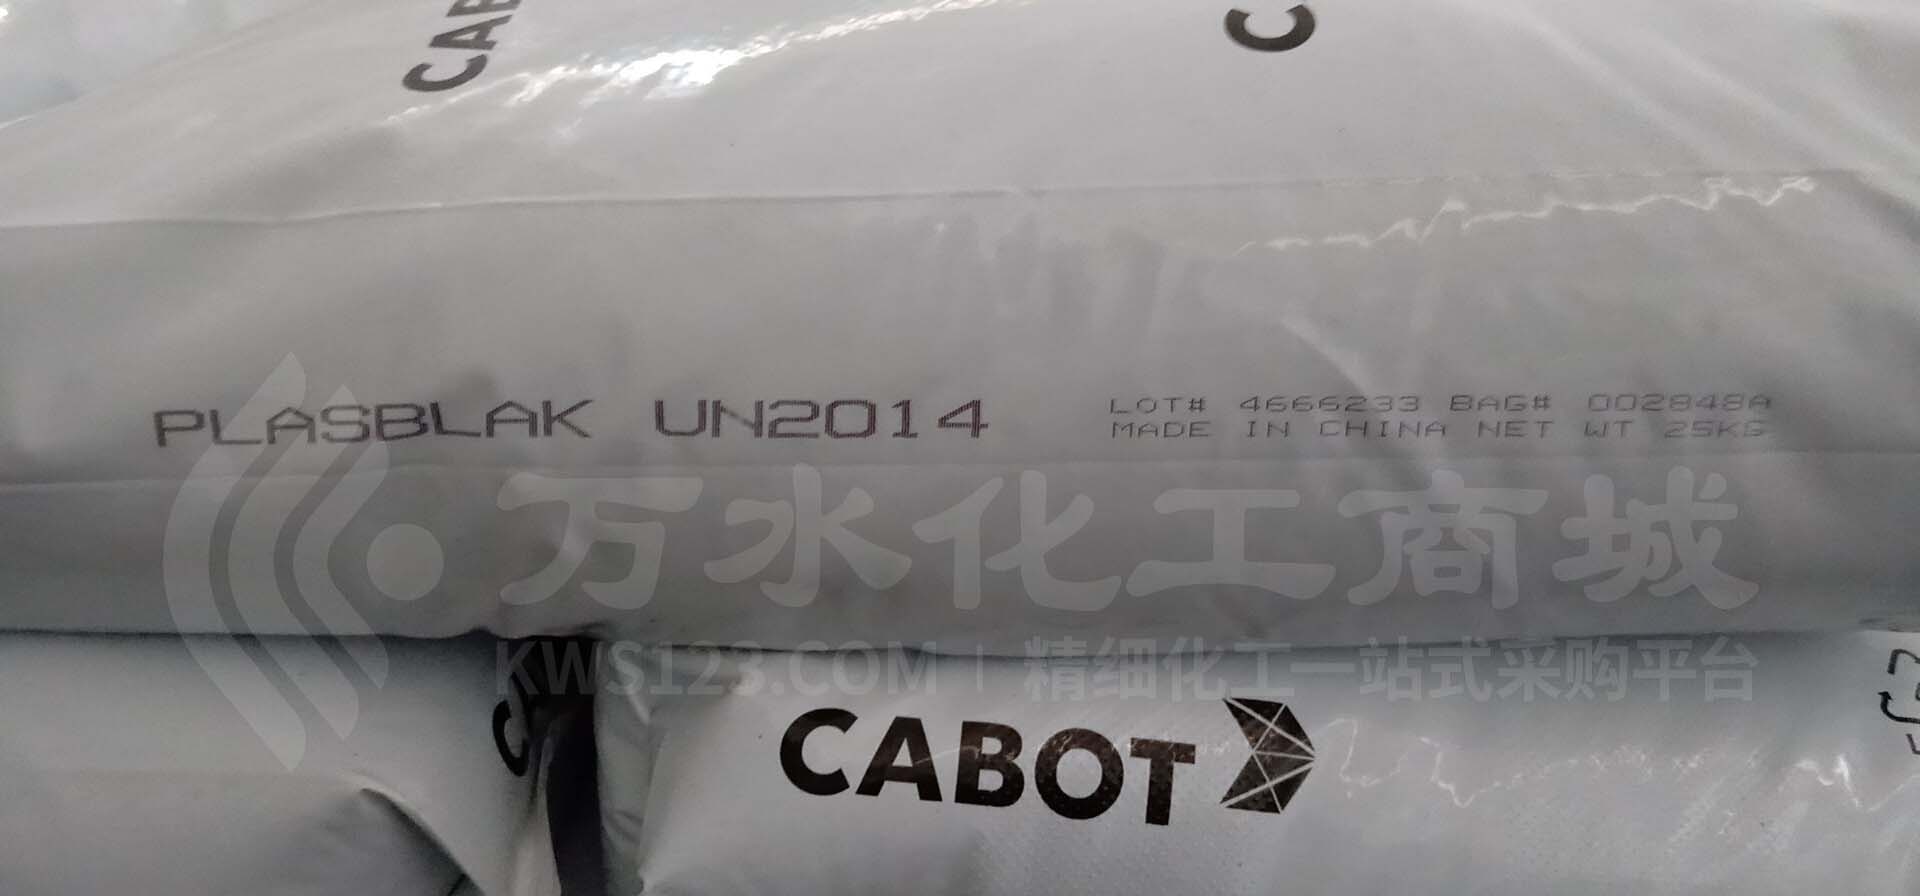 CAB
C
PLASBLAK UN2014
LOT# 4666233 BAG# 002848A
MADE IN CHINA NET WT 25KG
万水化工商城
KWS123.COM | 精细化工一站式采购平台
CABOT